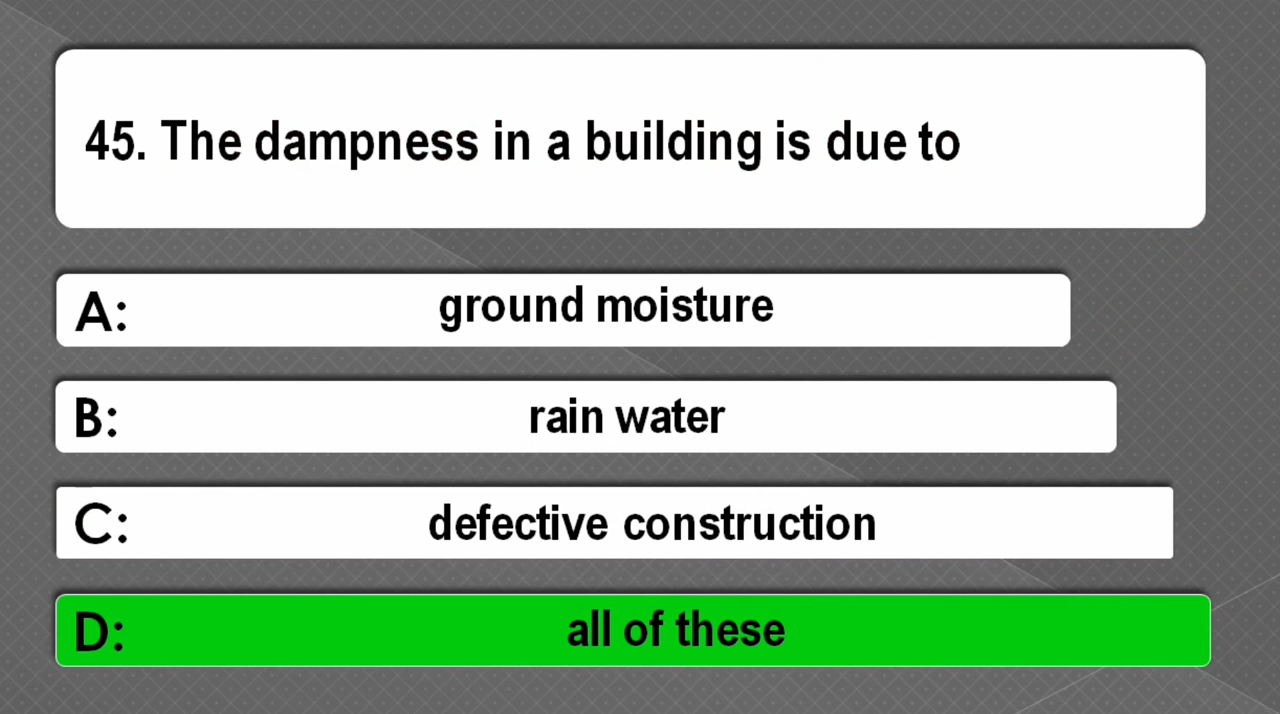 45. The dampness in a building is due to
A: ground moisture
B: rain water
C: defective construction
D: all of these